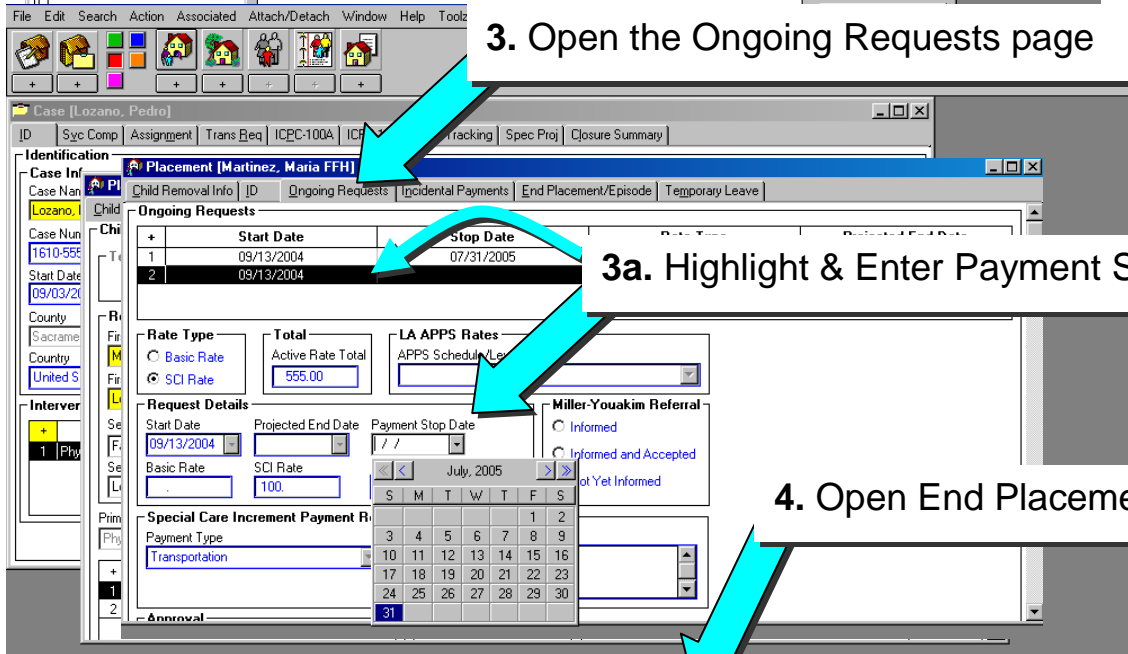 File Edit Search Action Associated Attach/Detach Window Help Toolz
3. Open the Ongoing Requests page
+ + + + + + +
Case [Lozano, Pedro]
ID Svc Comp Assignment Trans Req ICPC-100A Tracking Spec Proj Closure Summary
Identification
Case Inf
Case Nan
Lozano,
Case Nun
1610-555
Start Date
09/03/20
County
Sacrame
Country
United S
Interver
+
1 Phy
Placement [Martinez, Maria FFH]
Child Removal Info ID Ongoing Requests Incidental Payments End Placement/Episode Temporary Leave
Ongoing Requests
+ Start Date Stop Date
1 09/13/2004 07/31/2005
2 09/13/2004
3a. Highlight & Enter Payment S
Rate Type
Basic Rate
SCI Rate
Total
Active Rate Total
555.00
LA APPS Rates
APPS Schedule/Le
Request Details
Start Date Projected End Date Payment Stop Date
09/13/2004 / /
Basic Rate SCI Rate
. 100.
Miller-Youakim Referral
Informed
Informed and Accepted
ot Yet Informed
July, 2005
S M T W T F S
1 2
3 4 5 6 7 8 9
10 11 12 13 14 15 16
17 18 19 20 21 22 23
24 25 26 27 28 29 30
31
4. Open End Placeme
Special Care Increment Payment R
Payment Type
Transportation
Approval